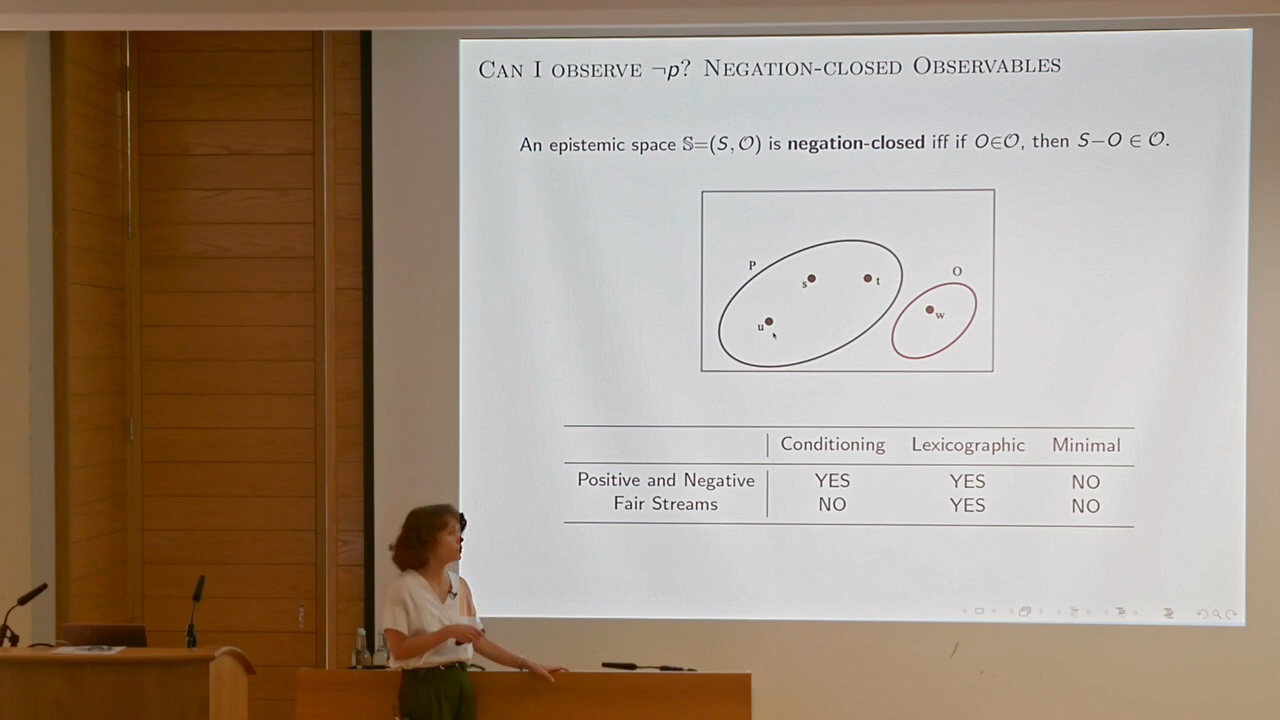 CAN I OBSERVE ¬p? NEGATION-CLOSED OBSERVABLES
An epistemic space 𝕊=(S, 𝒪) is negation-closed iff if O∈𝒪, then S−O ∈ 𝒪.
P
O
s
t
w
u
Conditioning Lexicographic Minimal
Positive and Negative YES YES NO
Fair Streams NO YES NO